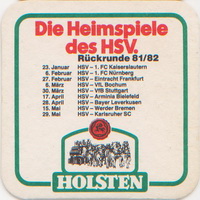 Die Heimspiele
des HSV.
Rückrunde 81/82
23. Januar HSV – 1. FC Kaiserslautern
6. Februar HSV – 1. FC Nürnberg
27. Februar HSV – Eintracht Frankfurt
6. März HSV – VfL Bochum
30. März HSV – VfB Stuttgart
17. April HSV – Arminia Bielefeld
28. April HSV – Bayer Leverkusen
15. Mai HSV – Werder Bremen
29. Mai HSV – Karlsruher SC
HOLSTEN